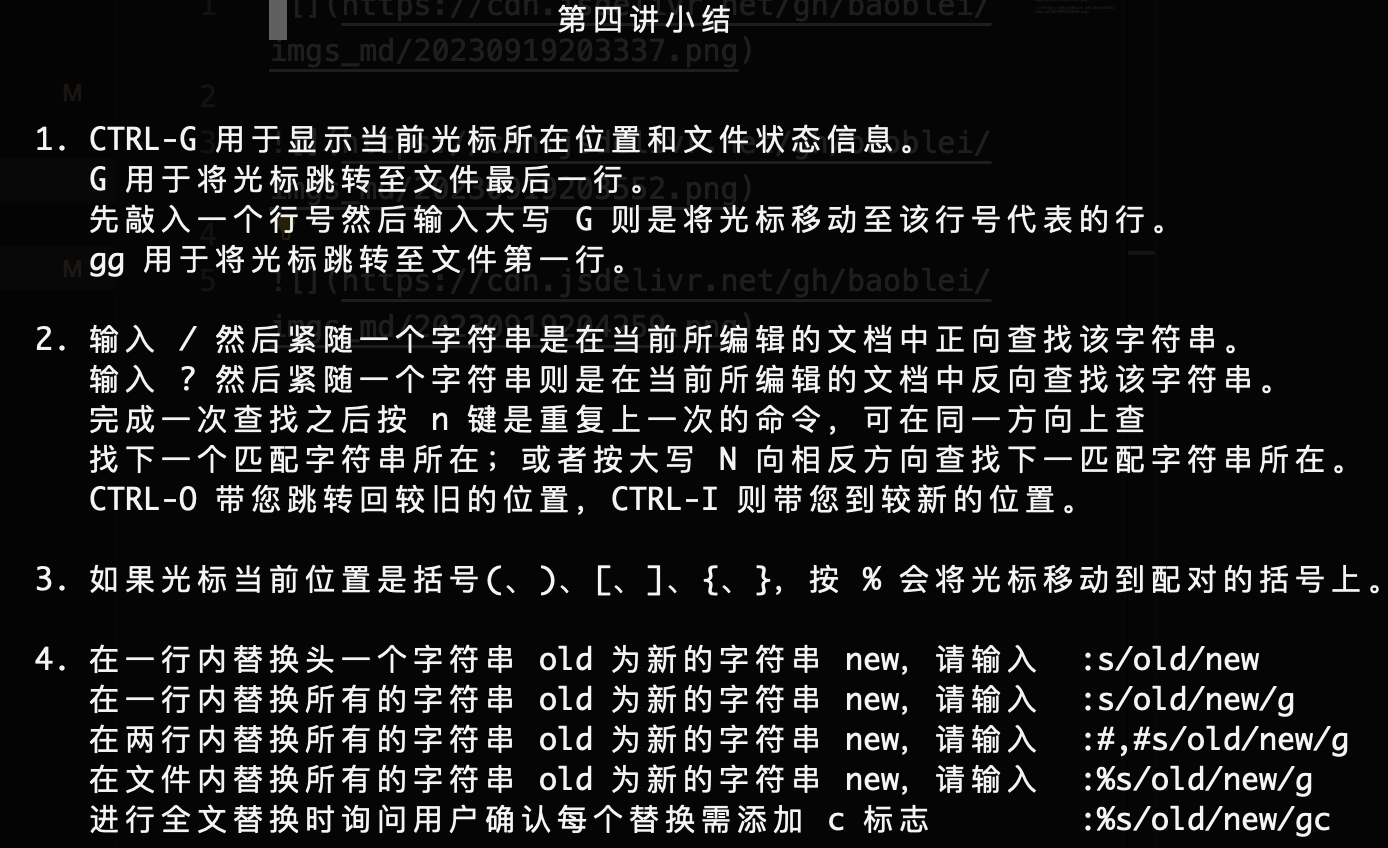 第四讲小结
1. CTRL-G 用于显示当前光标所在位置和文件状态信息。
G 用于将光标跳转至文件最后一行。
先敲入一个行号然后输入大写 G 则是将光标移动至该行号代表的行。
gg 用于将光标跳转至文件第一行。
2. 输入 / 然后紧随一个字符串是在当前所编辑的文档中正向查找该字符串。
输入 ? 然后紧随一个字符串则是在当前所编辑的文档中反向查找该字符串。
完成一次查找之后按 n 键是重复上一次的命令，可在同一方向上查
找下一个匹配字符串所在；或者按大写 N 向相反方向查找下一匹配字符串所在。
CTRL-O 带您跳转回较旧的位置，CTRL-I 则带您到较新的位置。
3. 如果光标当前位置是括号(、)、[、]、{、}，按 % 会将光标移动到配对的括号上。
4. 在一行内替换头一个字符串 old 为新的字符串 new，请输入 :s/old/new
在一行内替换所有的字符串 old 为新的字符串 new，请输入 :s/old/new/g
在两行内替换所有的字符串 old 为新的字符串 new，请输入 :#,#s/old/new/g
在文件内替换所有的字符串 old 为新的字符串 new，请输入 :%s/old/new/g
进行全文替换时询问用户确认每个替换需添加 c 标志 :%s/old/new/gc